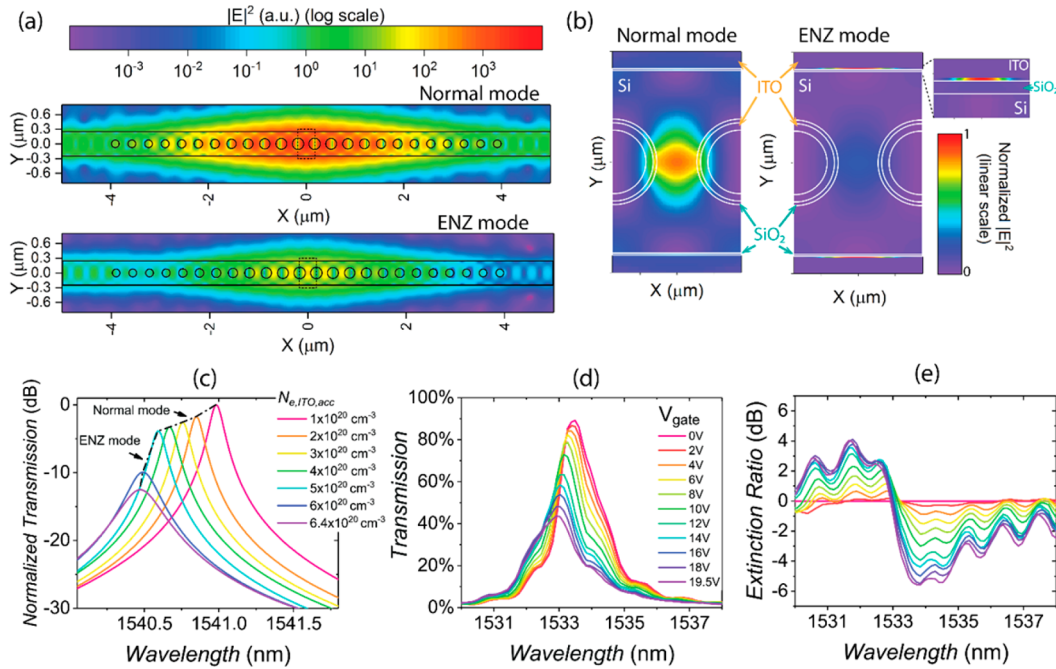 (a)
|E|² (a.u.) (log scale)
10⁻³ 10⁻² 10⁻¹ 10⁰ 10¹ 10² 10³
Normal mode
Y (μm)
0.6
0.3
0.0
-0.3
-0.6
-4 -2 0 2 4
X (μm)
ENZ mode
Y (μm)
0.6
0.3
0.0
-0.3
-0.6
-4 -2 0 2 4
X (μm)
(b)
Normal mode
ENZ mode
Si
ITO
Si
ITO
SiO₂
Si
Y (μm)
Y (μm)
SiO₂
X (μm)
X (μm)
1
0
Normalized |E|²
(linear scale)
(c)
Normalized Transmission (dB)
0
-10
-20
-30
1540.5 1541.0 1541.5
Wavelength (nm)
Normal mode
ENZ mode
N e,ITO,acc
1x10²⁰ cm⁻³
2x10²⁰ cm⁻³
3x10²⁰ cm⁻³
4x10²⁰ cm⁻³
5x10²⁰ cm⁻³
6x10²⁰ cm⁻³
6.4x10²⁰ cm⁻³
(d)
Transmission
100%
80%
60%
40%
20%
0%
1531 1533 1535 1537
Wavelength (nm)
V gate
0V
2V
4V
6V
8V
10V
12V
14V
16V
18V
19.5V
(e)
Extinction Ratio (dB)
6
4
2
0
-2
-4
-6
1531 1533 1535 1537
Wavelength (nm)